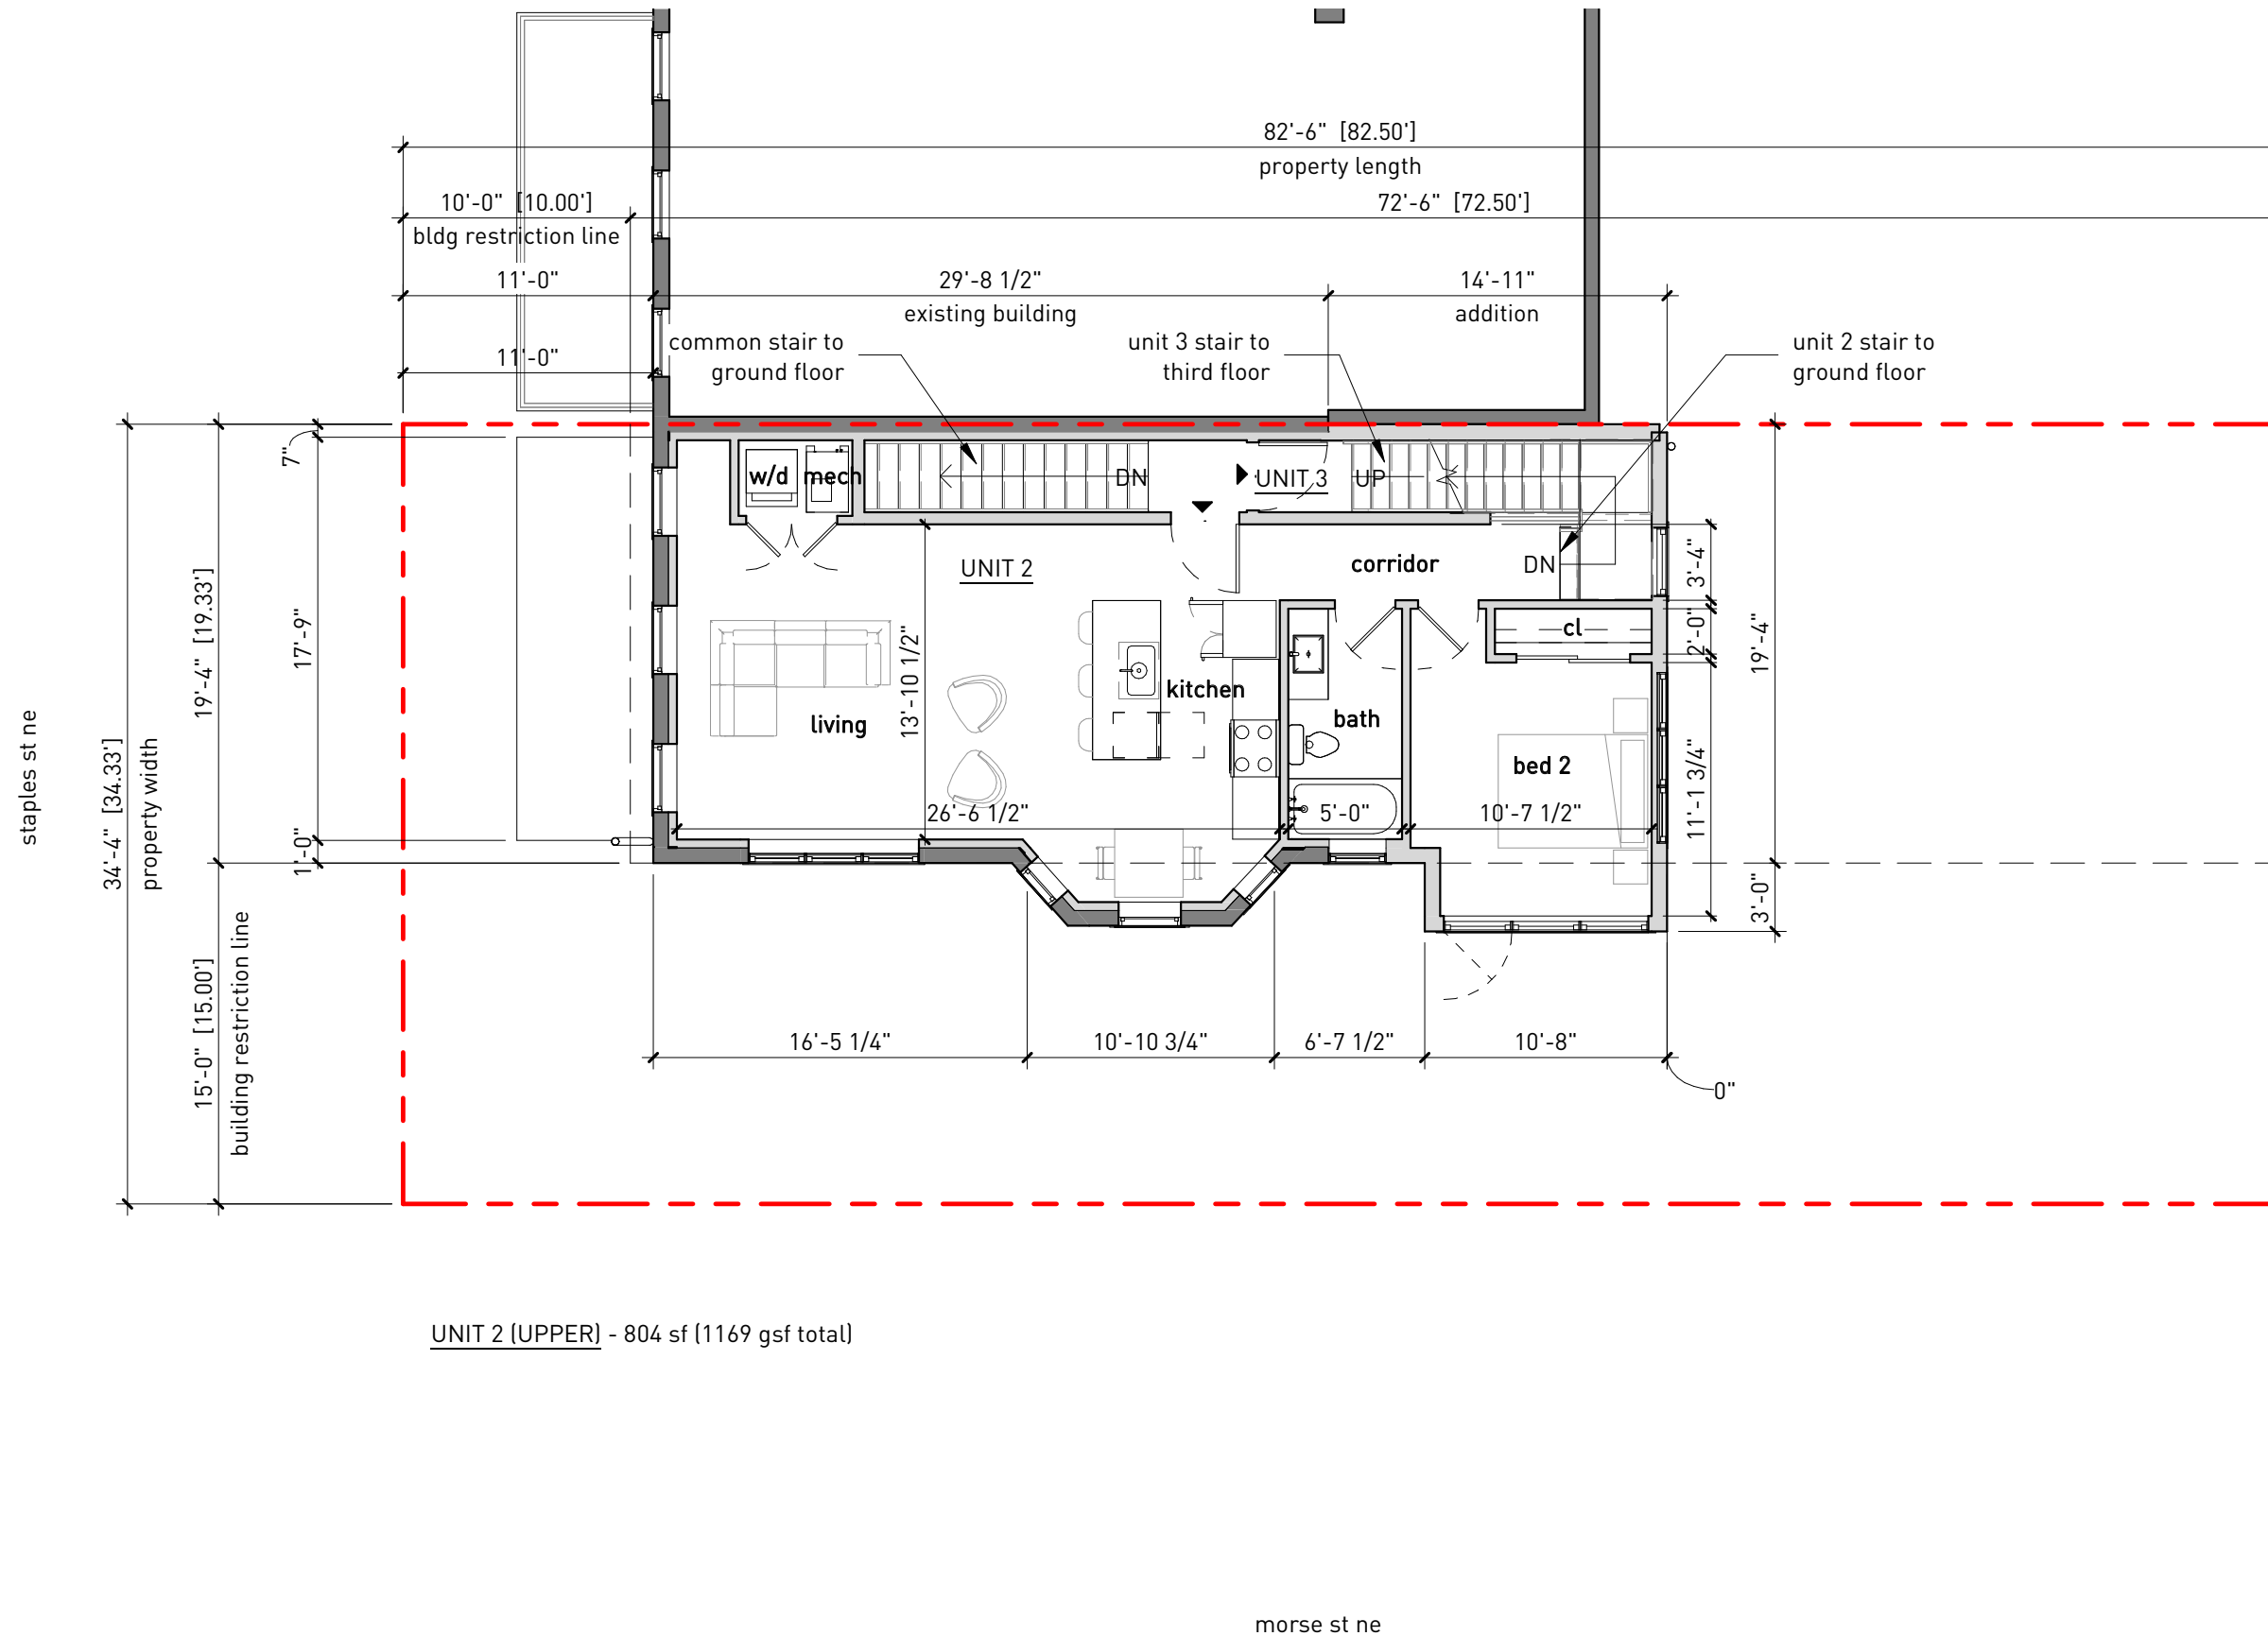 82'-6" [82.50']
property length
10'-0" [10.00']
72'-6" [72.50']
bldg restriction line
11'-0"
29'-8 1/2"
14'-11"
existing building
addition
11'-0"
common stair to
ground floor
unit 3 stair to
third floor
unit 2 stair to
ground floor
7"
w/d
mech
DN
UNIT 3
UP
UNIT 2
corridor
DN
3'-4"
cl
2'-0"
19'-4" [19.33']
17'-9"
13'-10 1/2"
19'-4"
kitchen
living
bath
bed 2
11'-1 3/4"
staples st ne
34'-4" [34.33']
property width
26'-6 1/2"
5'-0"
10'-7 1/2"
1'-0"
3'-0"
15'-0" [15.00']
building restriction line
16'-5 1/4"
10'-10 3/4"
6'-7 1/2"
10'-8"
0"
UNIT 2 (UPPER) - 804 sf (1169 gsf total)
morse st ne